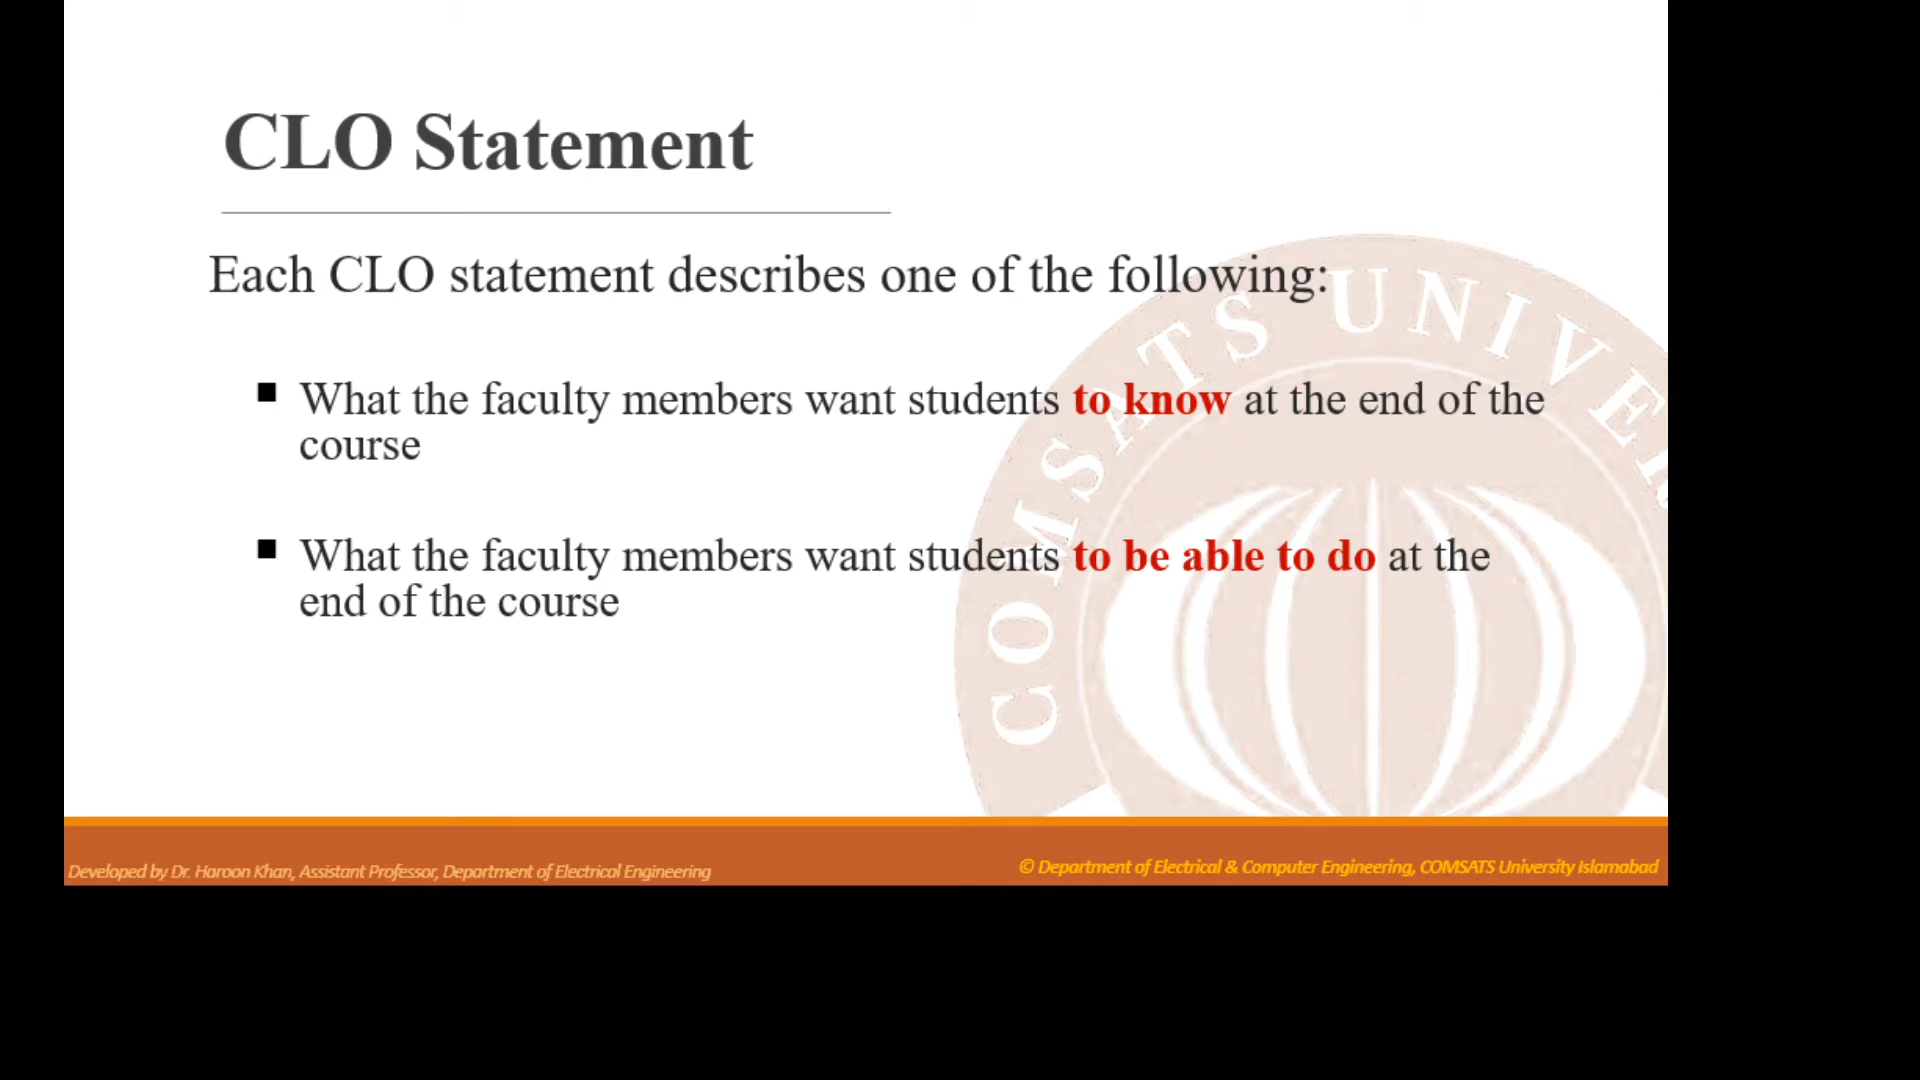 CLO Statement
Each CLO statement describes one of the following:
■ What the faculty members want students to know at the end of the
course
■ What the faculty members want students to be able to do at the
end of the course
COMSATS UNIVER
Developed by Dr. Haroon Khan, Assistant Professor, Department of Electrical Engineering
© Department of Electrical & Computer Engineering, COMSATS University Islamabad